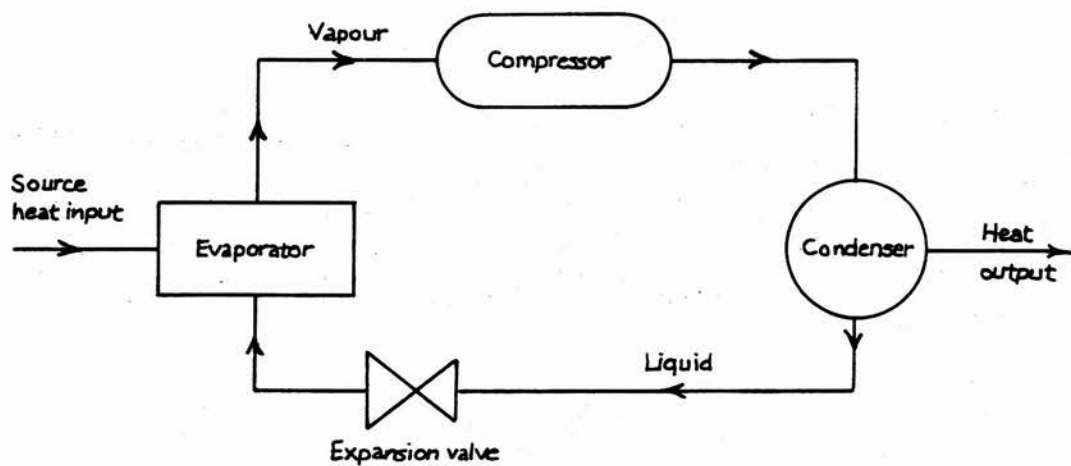 Vapour
Compressor
Source
heat input
Evaporator
Condenser
Heat
output
Liquid
Expansion valve